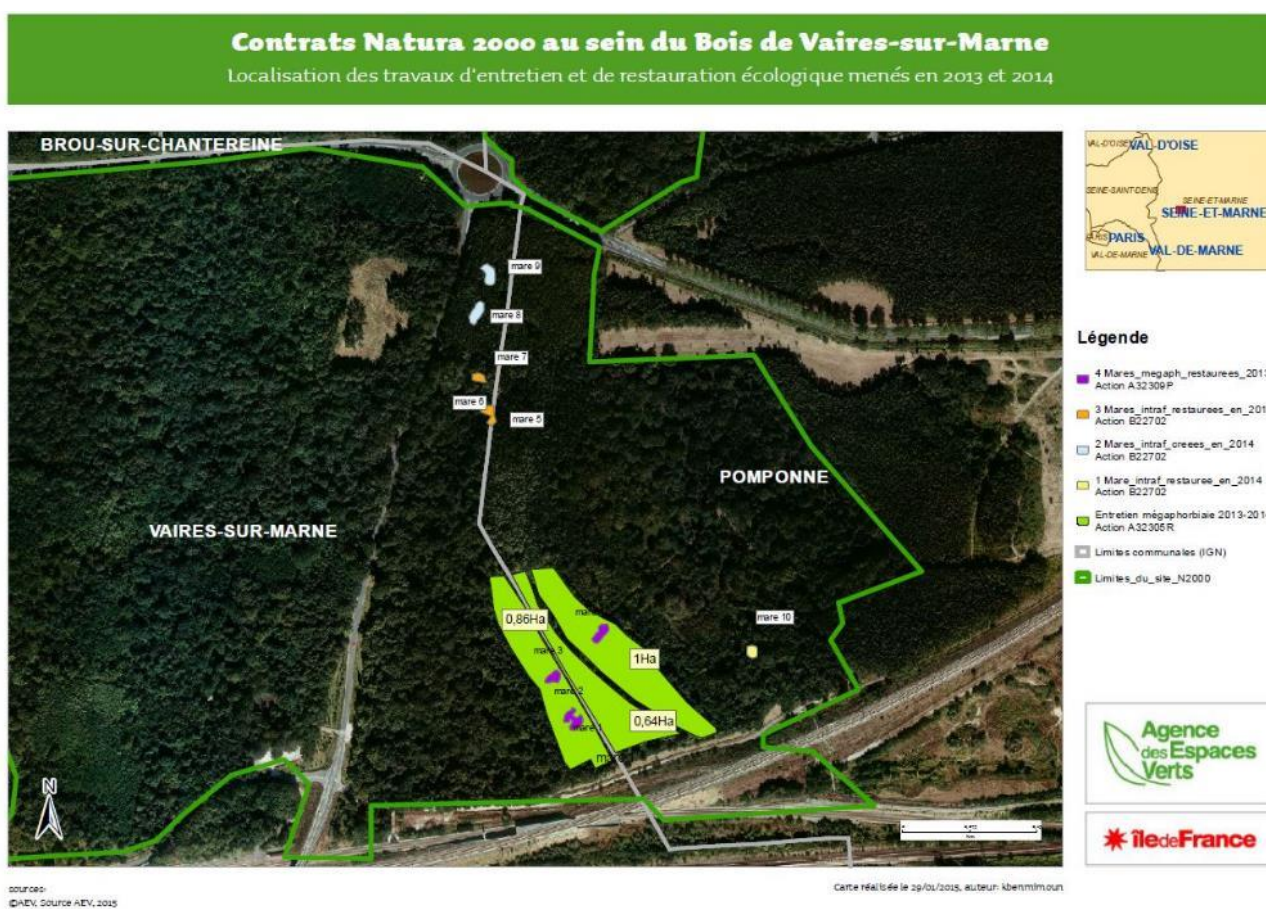 Contrats Natura 2000 au sein du Bois de Vaires-sur-Marne
Localisation des travaux d'entretien et de restauration écologique menés en 2013 et 2014
BROU-SUR-CHANTEREINE
mare 9
mare 8
mare 7
mare 6
mare 5
POMPONNE
VAIRES-SUR-MARNE
0,86Ha
mare 3
1Ha
mare 10
mare 2
0,64Ha
N
VAL-D'OISE
VAL-D'OISE
SEINE-SAINT-DENIS
SEINE-ET-MARNE
SEINE-ET-MARNE
PARIS
PARIS
VAL-DE-MARNE
VAL-DE-MARNE
Légende
4 Mares_megaph_restaurees_2013
Action A32309P
3 Mares_intraf_restaurees_en_201
Action B22702
2 Mares_intraf_creees_en_2014
Action B22702
1 Mare_intraf_restauree_en_2014
Action B22702
Entretien mégaphorbiaie 2013-201
Action A32305R
Limites communales (IGN)
Limites_du_site_N2000
Agence
des Espaces
Verts
îledeFrance
sources:
©AEV, Source AEV, 2015
Carte réalisée le 29/01/2015, auteur: kbenmimoun